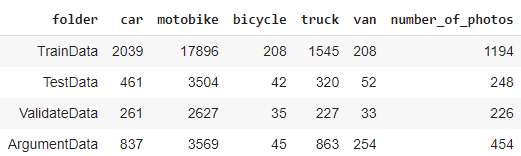 folder car motobike bicycle truck van number_of_photos
TrainData 2039 17896 208 1545 208 1194
TestData 461 3504 42 320 52 248
ValidateData 261 2627 35 227 33 226
ArgumentData 837 3569 45 863 254 454